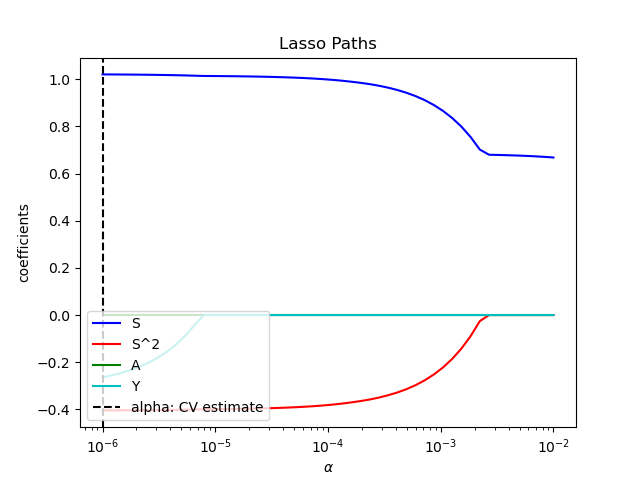 Lasso Paths
coefficients
1.0
0.8
0.6
0.4
0.2
0.0
−0.2
−0.4
S
S^2
A
Y
alpha: CV estimate
10⁻⁶
10⁻⁵
10⁻⁴
10⁻³
10⁻²
α